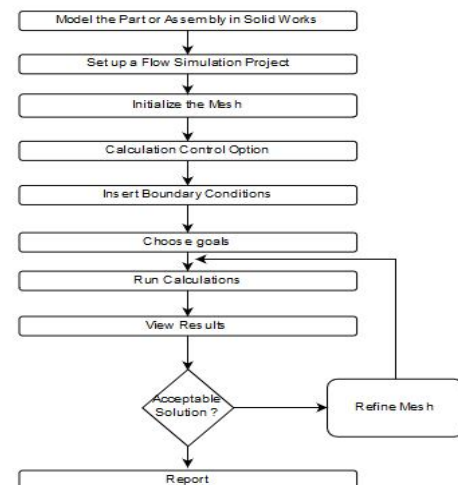 Model the Part or Assembly in Solid Works
Set up a Flow Simulation Project
Initialize the Mesh
Calculation Control Option
Insert Boundary Conditions
Choose goals
Run Calculations
View Results
Acceptable
Solution ?
Refine Mesh
Report